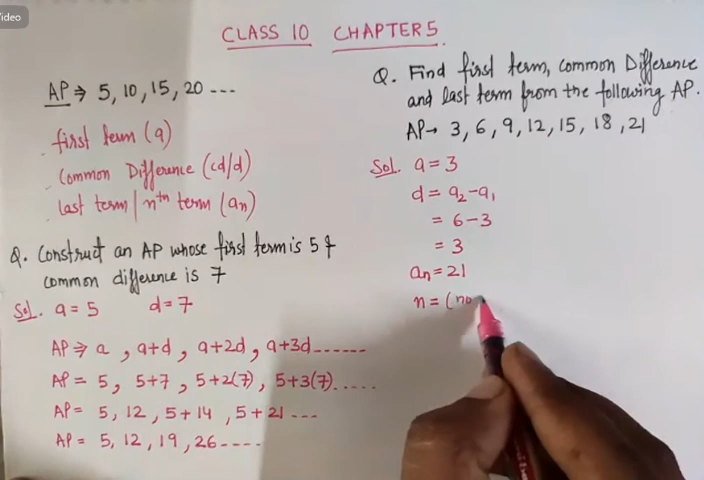 Video
CLASS 10 CHAPTER 5
AP ⇒ 5, 10, 15, 20 ---
first term (a)
Common Difference (cd/d)
last term / nth term (an)
Q. Construct an AP whose first term is 5 &
common difference is 7
Sol. a = 5 d = 7
AP ⇒ a, a+d, a+2d, a+3d------
AP = 5, 5+7, 5+2(7), 5+3(7).....
AP = 5, 12, 5+14, 5+21 ---
AP = 5, 12, 19, 26-----
Q. Find first term, common Difference
and last term from the following AP.
AP→ 3, 6, 9, 12, 15, 18, 21
Sol. a = 3
d = a2 - a1
= 6 - 3
= 3
an = 21
n = (no